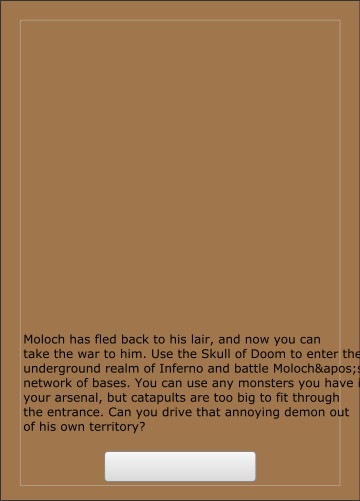 Moloch has fled back to his lair, and now you can
take the war to him. Use the Skull of Doom to enter the
underground realm of Inferno and battle Moloch&apos;s
network of bases. You can use any monsters you have
your arsenal, but catapults are too big to fit through
the entrance. Can you drive that annoying demon out
of his own territory?